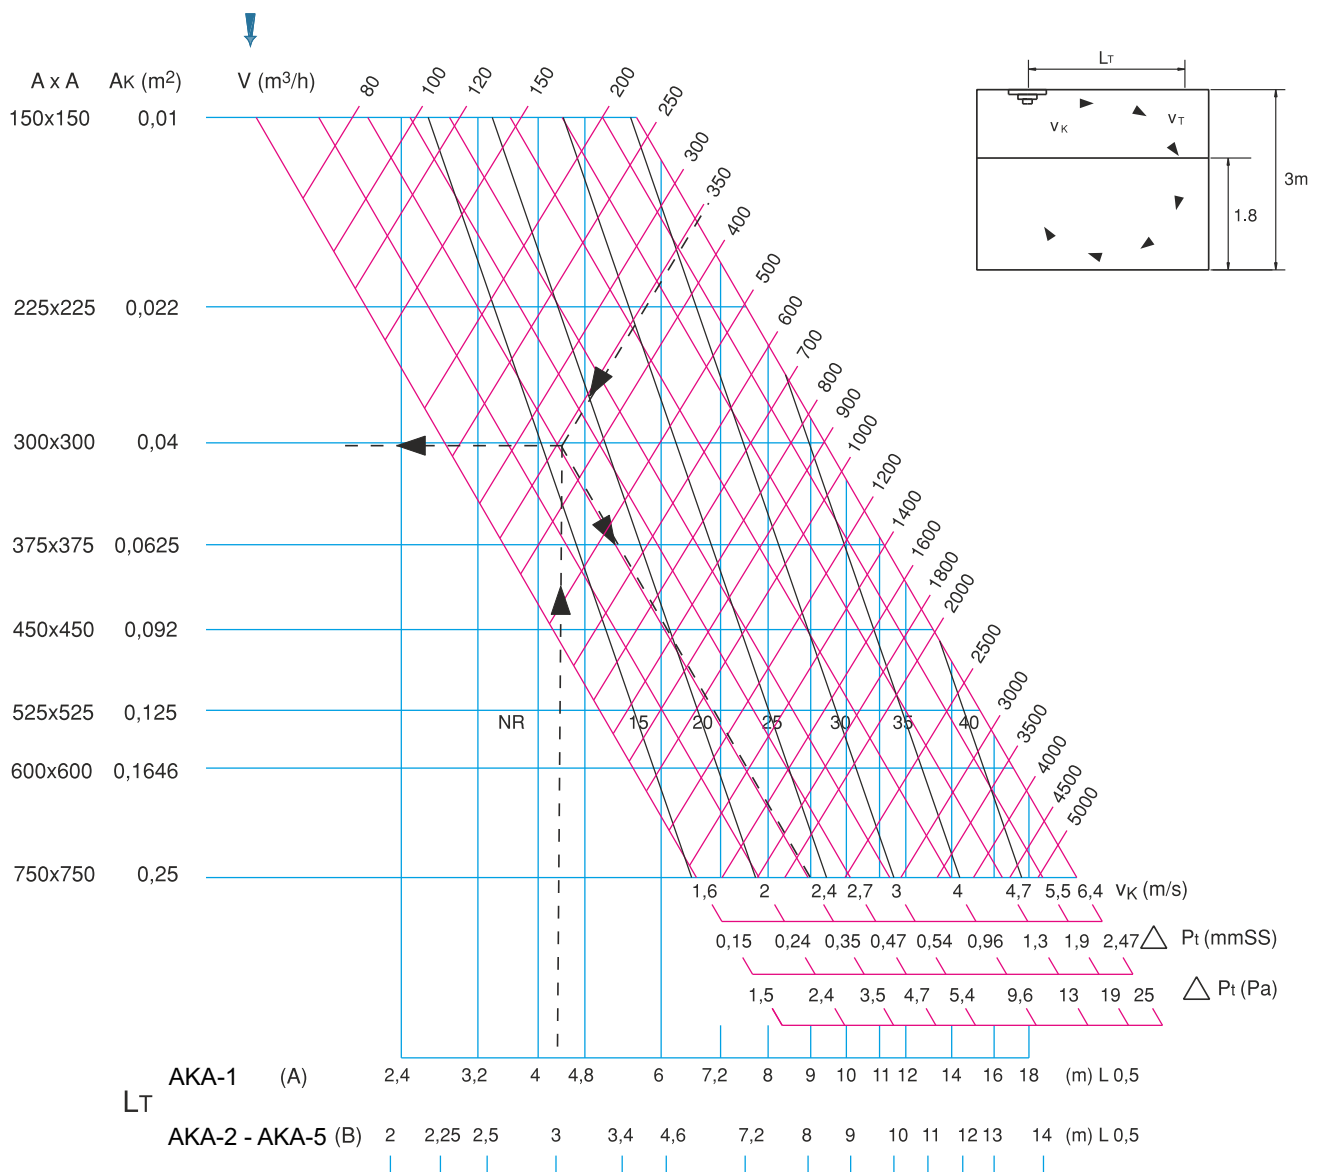 A x A AK (m2) V (m3/h)
80 100 120 150 200 250 300 350 400 500 600 700 800 900 1000 1200 1400 1600 1800 2000 2500 3000 3500 4000 4500 5000
LT
vK vT
3m
1.8
150x150 0,01
225x225 0,022
300x300 0,04
375x375 0,0625
450x450 0,092
525x525 0,125
NR 15 20 25 30 35 40
600x600 0,1646
750x750 0,25
1,6 2 2,4 2,7 3 4 4,7 5,5 6,4 vK (m/s)
0,15 0,24 0,35 0,47 0,54 0,96 1,3 1,9 2,47 △ Pt (mmSS)
1,5 2,4 3,5 4,7 5,4 9,6 13 19 25 △ Pt (Pa)
AKA-1 (A) 2,4 3,2 4 4,8 6 7,2 8 9 10 11 12 14 16 18 (m) L 0,5
LT
AKA-2 - AKA-5 (B) 2 2,25 2,5 3 3,4 4,6 7,2 8 9 10 11 12 13 14 (m) L 0,5